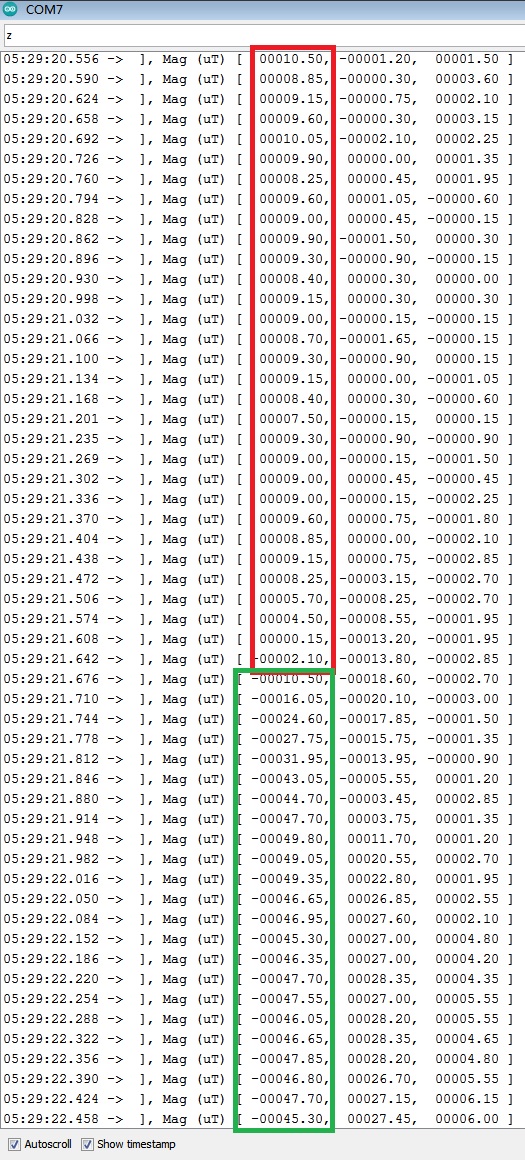 COM7
z
05:29:20.556 -> ], Mag (uT) [ 00010.50, -00001.20, 00001.50 ]
05:29:20.590 -> ], Mag (uT) [ 00008.85, -00000.30, 00003.60 ]
05:29:20.624 -> ], Mag (uT) [ 00009.15, -00000.75, 00002.10 ]
05:29:20.658 -> ], Mag (uT) [ 00009.60, -00000.30, 00003.15 ]
05:29:20.692 -> ], Mag (uT) [ 00010.05, -00002.10, 00002.25 ]
05:29:20.726 -> ], Mag (uT) [ 00009.90, 00000.00, 00001.35 ]
05:29:20.760 -> ], Mag (uT) [ 00008.25, 00000.45, 00001.95 ]
05:29:20.794 -> ], Mag (uT) [ 00009.60, 00001.05, -00000.60 ]
05:29:20.828 -> ], Mag (uT) [ 00009.00, 00000.45, -00000.15 ]
05:29:20.862 -> ], Mag (uT) [ 00009.90, -00001.50, 00000.30 ]
05:29:20.896 -> ], Mag (uT) [ 00009.30, -00000.90, -00000.15 ]
05:29:20.930 -> ], Mag (uT) [ 00008.40, 00000.30, 00000.00 ]
05:29:20.998 -> ], Mag (uT) [ 00009.15, 00000.30, 00000.30 ]
05:29:21.032 -> ], Mag (uT) [ 00009.00, -00000.15, -00000.15 ]
05:29:21.066 -> ], Mag (uT) [ 00008.70, -00001.65, -00000.15 ]
05:29:21.100 -> ], Mag (uT) [ 00009.30, -00000.90, 00000.15 ]
05:29:21.134 -> ], Mag (uT) [ 00009.15, 00000.00, -00001.05 ]
05:29:21.168 -> ], Mag (uT) [ 00008.40, 00000.30, -00000.60 ]
05:29:21.201 -> ], Mag (uT) [ 00007.50, -00000.15, 00000.15 ]
05:29:21.235 -> ], Mag (uT) [ 00009.30, -00000.90, -00000.90 ]
05:29:21.269 -> ], Mag (uT) [ 00009.00, -00000.15, -00001.50 ]
05:29:21.302 -> ], Mag (uT) [ 00009.00, 00000.45, -00000.45 ]
05:29:21.336 -> ], Mag (uT) [ 00009.00, -00000.15, -00002.25 ]
05:29:21.370 -> ], Mag (uT) [ 00009.60, 00000.75, -00001.80 ]
05:29:21.404 -> ], Mag (uT) [ 00008.85, 00000.00, -00002.10 ]
05:29:21.438 -> ], Mag (uT) [ 00009.15, 00000.75, -00002.85 ]
05:29:21.472 -> ], Mag (uT) [ 00008.25, -00003.15, -00002.70 ]
05:29:21.506 -> ], Mag (uT) [ 00005.70, -00008.25, -00002.70 ]
05:29:21.574 -> ], Mag (uT) [ 00004.50, -00008.55, -00001.95 ]
05:29:21.608 -> ], Mag (uT) [ 00000.15, -00013.20, -00001.95 ]
05:29:21.642 -> ], Mag (uT) [ -00002.10, -00013.80, -00002.85 ]
05:29:21.676 -> ], Mag (uT) [ -00010.50, -00018.60, -00002.70 ]
05:29:21.710 -> ], Mag (uT) [ -00016.05, -00020.10, -00003.00 ]
05:29:21.744 -> ], Mag (uT) [ -00024.60, -00017.85, -00001.50 ]
05:29:21.778 -> ], Mag (uT) [ -00027.75, -00015.75, -00001.35 ]
05:29:21.812 -> ], Mag (uT) [ -00031.95, -00013.95, -00000.90 ]
05:29:21.846 -> ], Mag (uT) [ -00043.05, -00005.55, 00001.20 ]
05:29:21.880 -> ], Mag (uT) [ -00044.70, -00003.45, 00002.85 ]
05:29:21.914 -> ], Mag (uT) [ -00047.70, 00003.75, 00001.35 ]
05:29:21.948 -> ], Mag (uT) [ -00049.80, 00011.70, 00001.20 ]
05:29:21.982 -> ], Mag (uT) [ -00049.05, 00020.55, 00002.70 ]
05:29:22.016 -> ], Mag (uT) [ -00049.35, 00022.80, 00001.95 ]
05:29:22.050 -> ], Mag (uT) [ -00046.65, 00026.85, 00002.55 ]
05:29:22.084 -> ], Mag (uT) [ -00046.95, 00027.60, 00002.10 ]
05:29:22.152 -> ], Mag (uT) [ -00045.30, 00027.00, 00004.80 ]
05:29:22.186 -> ], Mag (uT) [ -00046.35, 00027.00, 00004.20 ]
05:29:22.220 -> ], Mag (uT) [ -00047.70, 00028.35, 00004.35 ]
05:29:22.254 -> ], Mag (uT) [ -00047.55, 00027.00, 00005.55 ]
05:29:22.288 -> ], Mag (uT) [ -00046.05, 00028.20, 00005.55 ]
05:29:22.322 -> ], Mag (uT) [ -00046.65, 00028.35, 00004.65 ]
05:29:22.356 -> ], Mag (uT) [ -00047.85, 00028.20, 00004.80 ]
05:29:22.390 -> ], Mag (uT) [ -00046.80, 00026.70, 00005.55 ]
05:29:22.424 -> ], Mag (uT) [ -00047.70, 00027.15, 00006.15 ]
05:29:22.458 -> ], Mag (uT) [ -00045.30, 00027.45, 00006.00 ]
Autoscroll Show timestamp